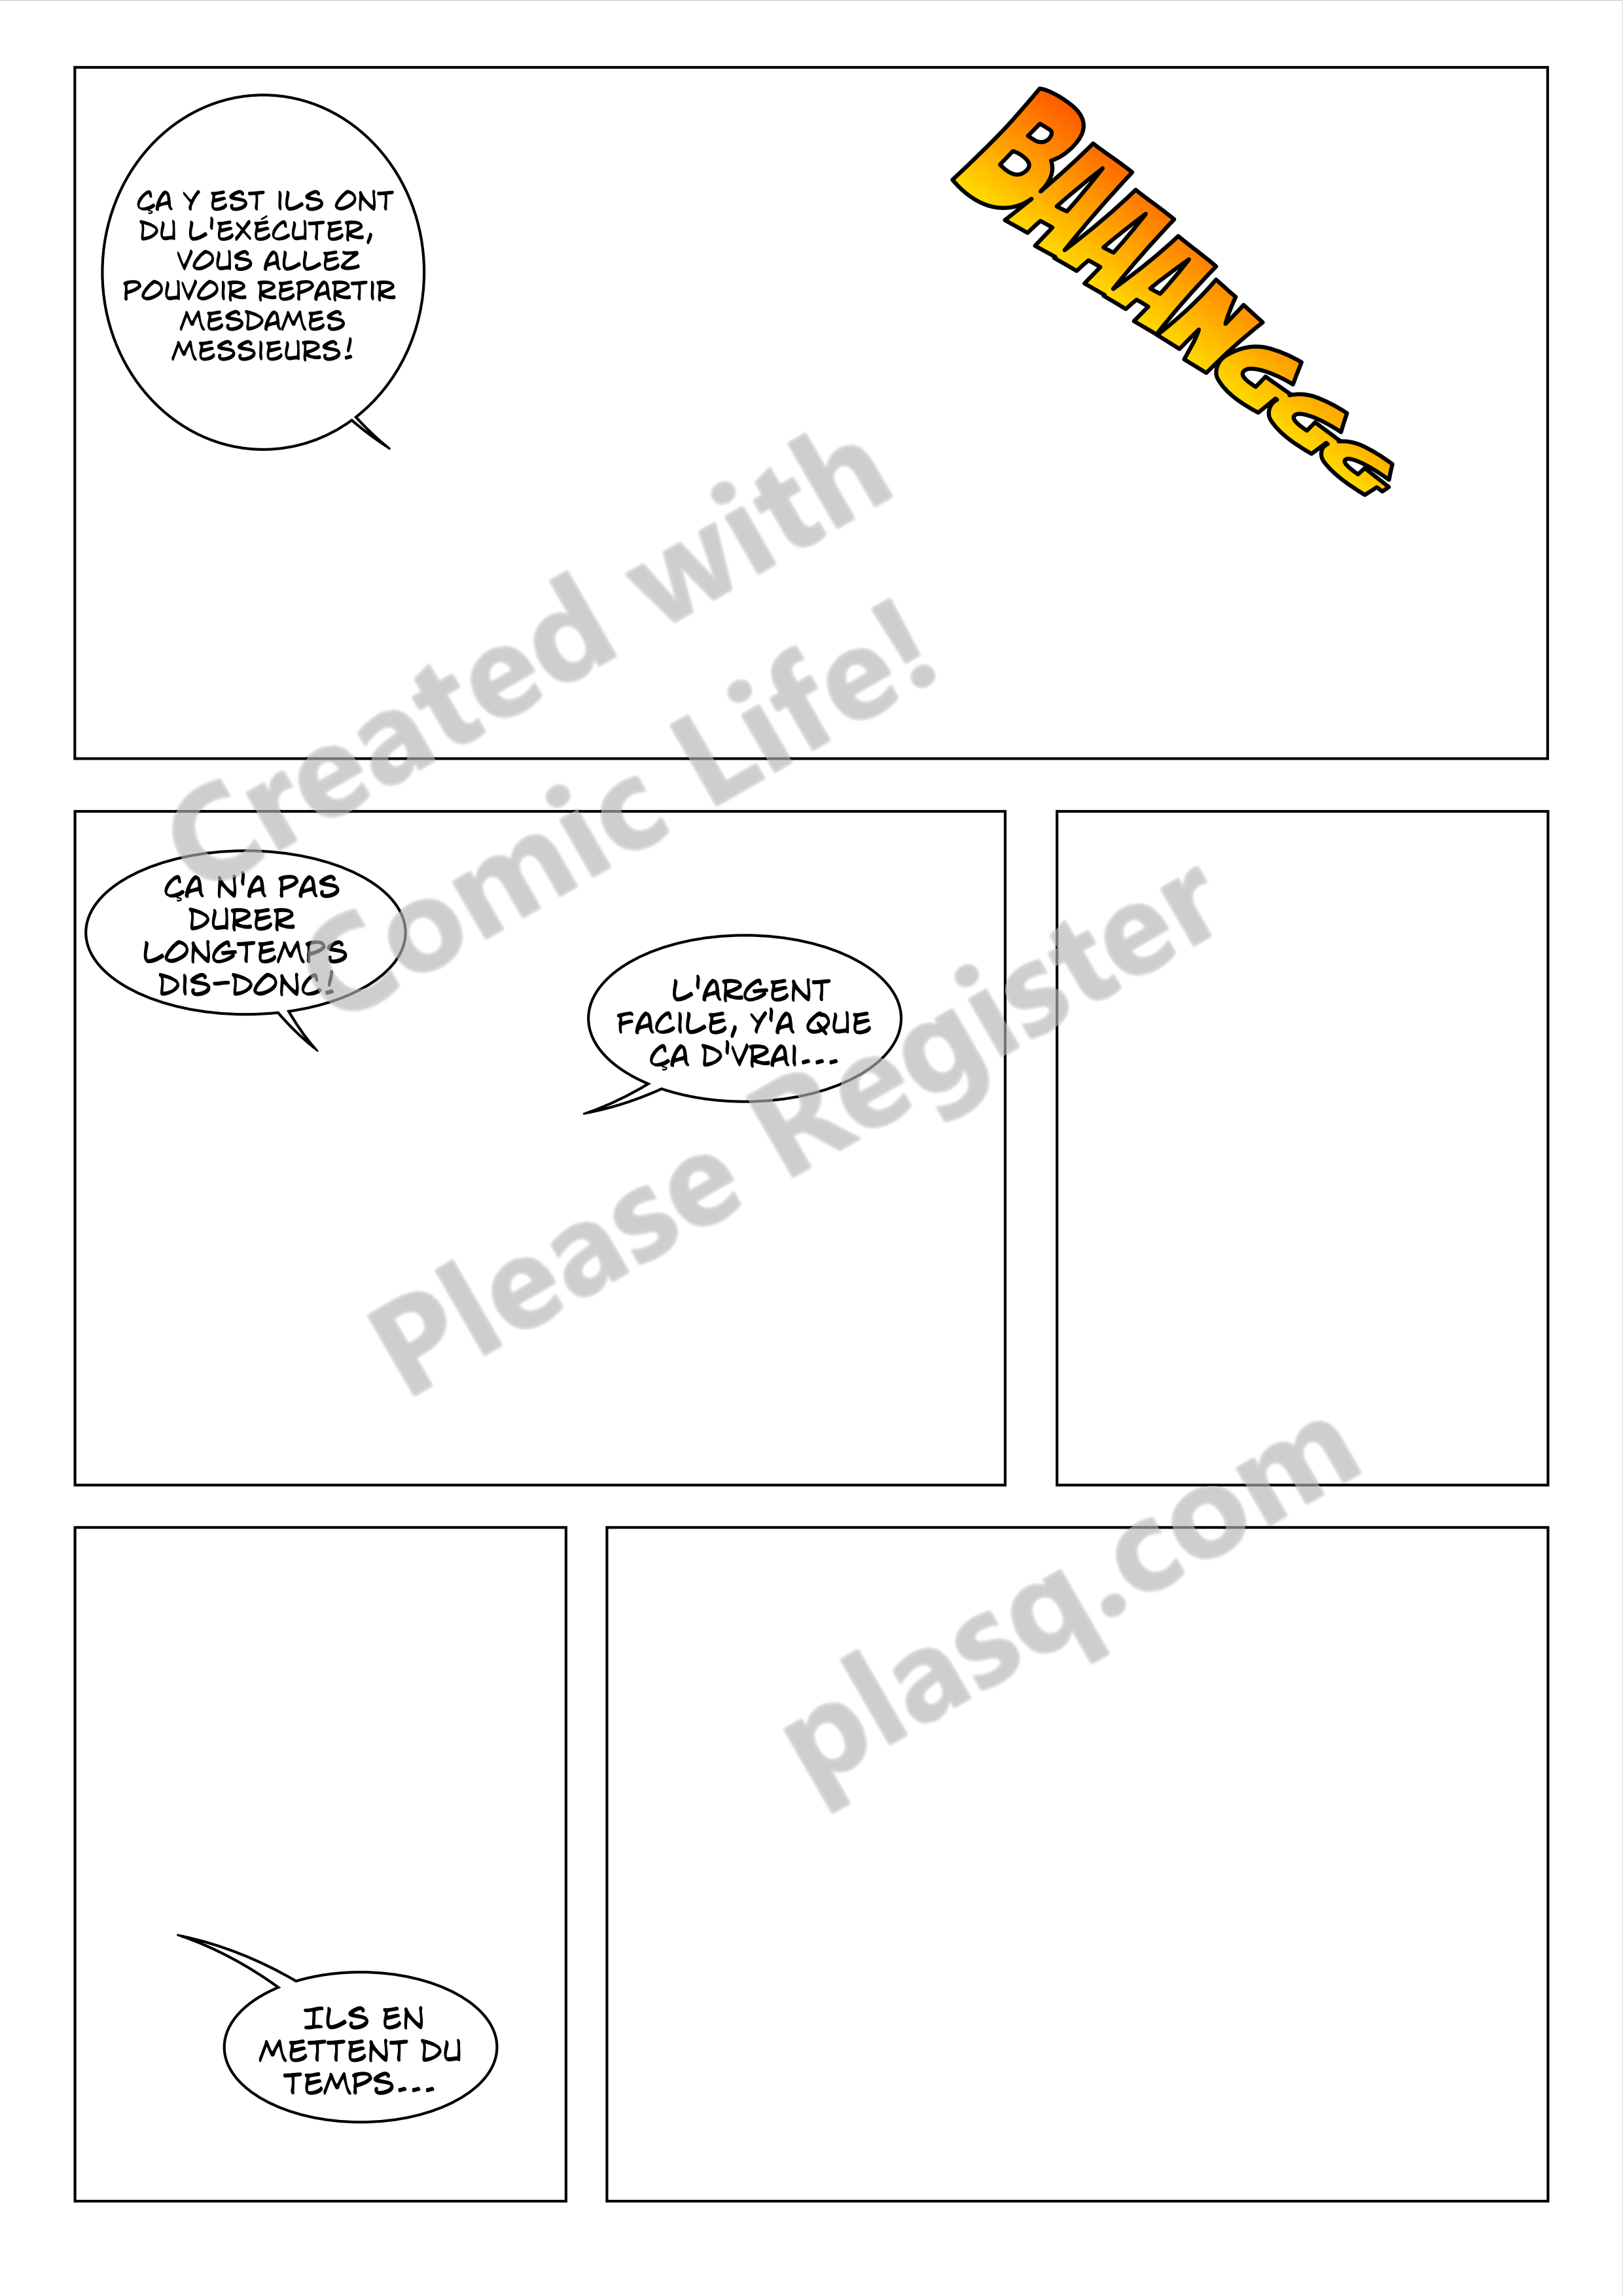 ÇA Y EST ILS ONT
DU L'EXÉCUTER,
VOUS ALLEZ
POUVOIR REPARTIR
MESDAMES
MESSIEURS!
BAAANGGG
Created with
Comic Life!
ÇA N'A PAS
DURER
LONGTEMPS
DIS-DONC!
L'ARGENT
FACILE, Y'A QUE
ÇA D'VRAI...
Please Register
plasq.com
ILS EN
METTENT DU
TEMPS...